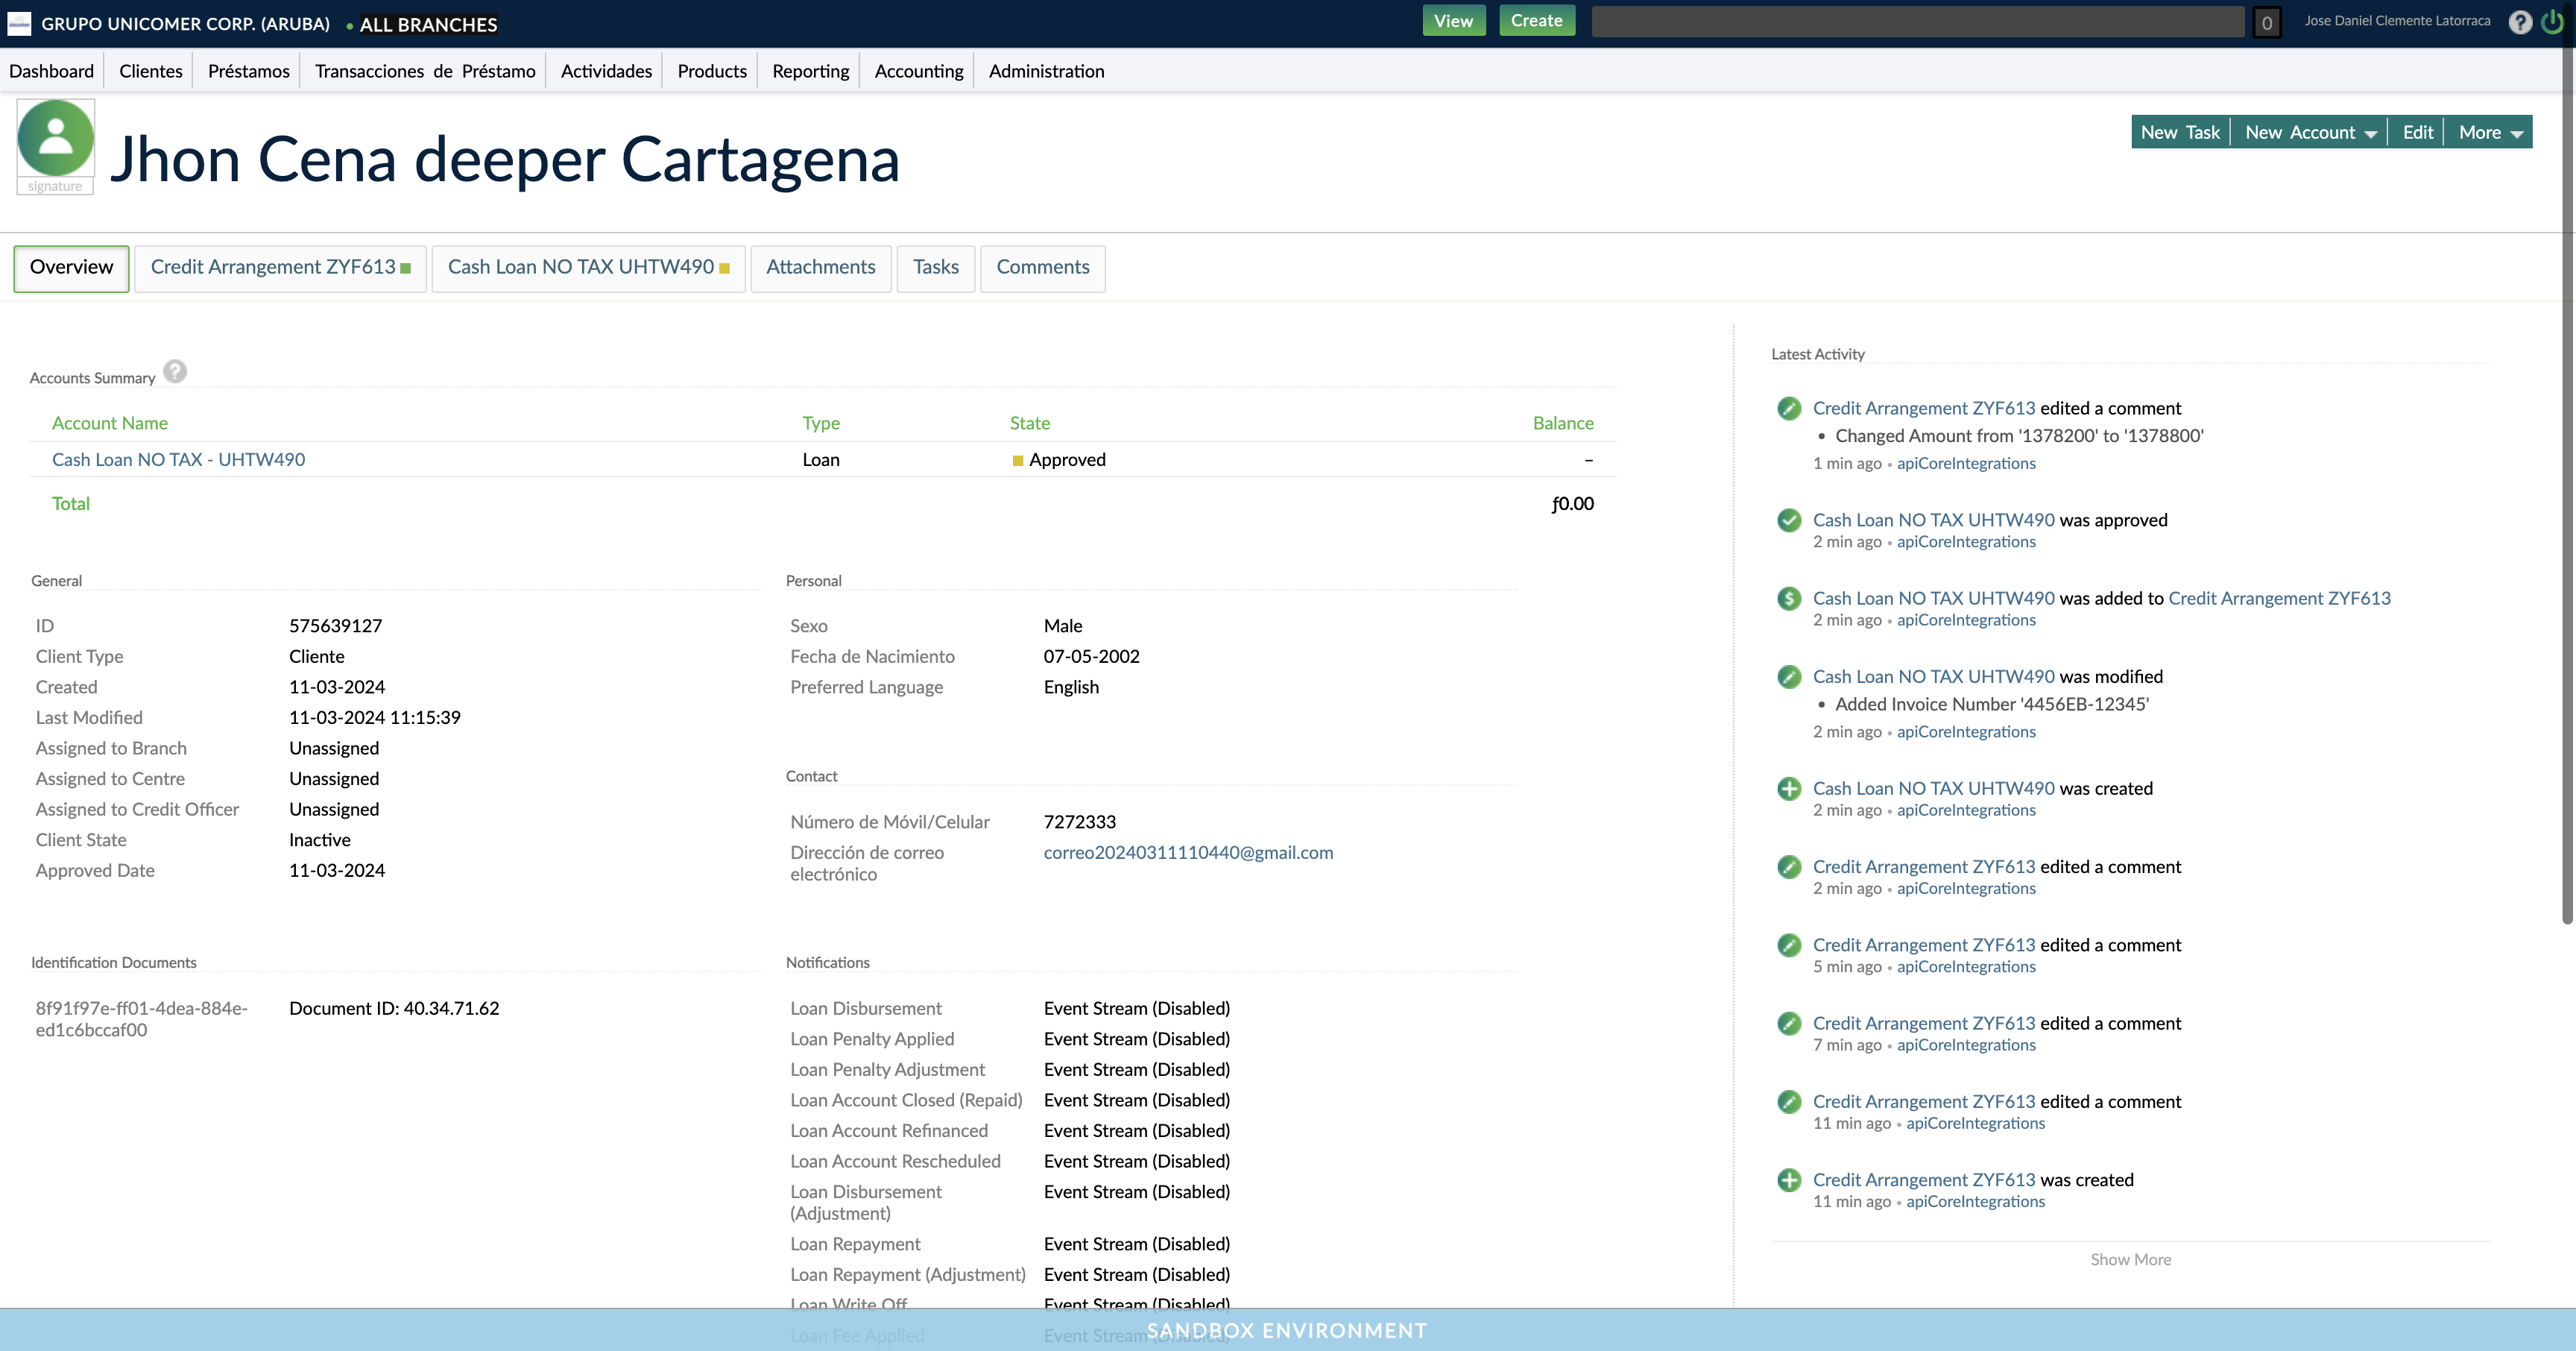 GRUPO UNICOMER CORP. (ARUBA) • ALL BRANCHES
View Create 0 Jose Daniel Clemente Latorraca ?
Dashboard Clientes Préstamos Transacciones de Préstamo Actividades Products Reporting Accounting Administration
signature
Jhon Cena deeper Cartagena
New Task New Account Edit More
Overview Credit Arrangement ZYF613 Cash Loan NO TAX UHTW490 Attachments Tasks Comments
Accounts Summary ?
Account Name Type State Balance
Cash Loan NO TAX - UHTW490 Loan Approved –
Total ƒ0.00
General
ID 575639127
Client Type Cliente
Created 11-03-2024
Last Modified 11-03-2024 11:15:39
Assigned to Branch Unassigned
Assigned to Centre Unassigned
Assigned to Credit Officer Unassigned
Client State Inactive
Approved Date 11-03-2024
Personal
Sexo Male
Fecha de Nacimiento 07-05-2002
Preferred Language English
Contact
Número de Móvil/Celular 7272333
Dirección de correo electrónico correo20240311110440@gmail.com
Identification Documents
8f91f97e-ff01-4dea-884e-ed1c6bccaf00 Document ID: 40.34.71.62
Notifications
Loan Disbursement Event Stream (Disabled)
Loan Penalty Applied Event Stream (Disabled)
Loan Penalty Adjustment Event Stream (Disabled)
Loan Account Closed (Repaid) Event Stream (Disabled)
Loan Account Refinanced Event Stream (Disabled)
Loan Account Rescheduled Event Stream (Disabled)
Loan Disbursement (Adjustment) Event Stream (Disabled)
Loan Repayment Event Stream (Disabled)
Loan Repayment (Adjustment) Event Stream (Disabled)
Loan Write Off Event Stream (Disabled)
Loan Fee Applied Event Stream (Disabled)
Latest Activity
Credit Arrangement ZYF613 edited a comment
• Changed Amount from '1378200' to '1378800'
1 min ago • apiCoreIntegrations
Cash Loan NO TAX UHTW490 was approved
2 min ago • apiCoreIntegrations
Cash Loan NO TAX UHTW490 was added to Credit Arrangement ZYF613
2 min ago • apiCoreIntegrations
Cash Loan NO TAX UHTW490 was modified
• Added Invoice Number '4456EB-12345'
2 min ago • apiCoreIntegrations
Cash Loan NO TAX UHTW490 was created
2 min ago • apiCoreIntegrations
Credit Arrangement ZYF613 edited a comment
2 min ago • apiCoreIntegrations
Credit Arrangement ZYF613 edited a comment
5 min ago • apiCoreIntegrations
Credit Arrangement ZYF613 edited a comment
7 min ago • apiCoreIntegrations
Credit Arrangement ZYF613 edited a comment
11 min ago • apiCoreIntegrations
Credit Arrangement ZYF613 was created
11 min ago • apiCoreIntegrations
Show More
SANDBOX ENVIRONMENT